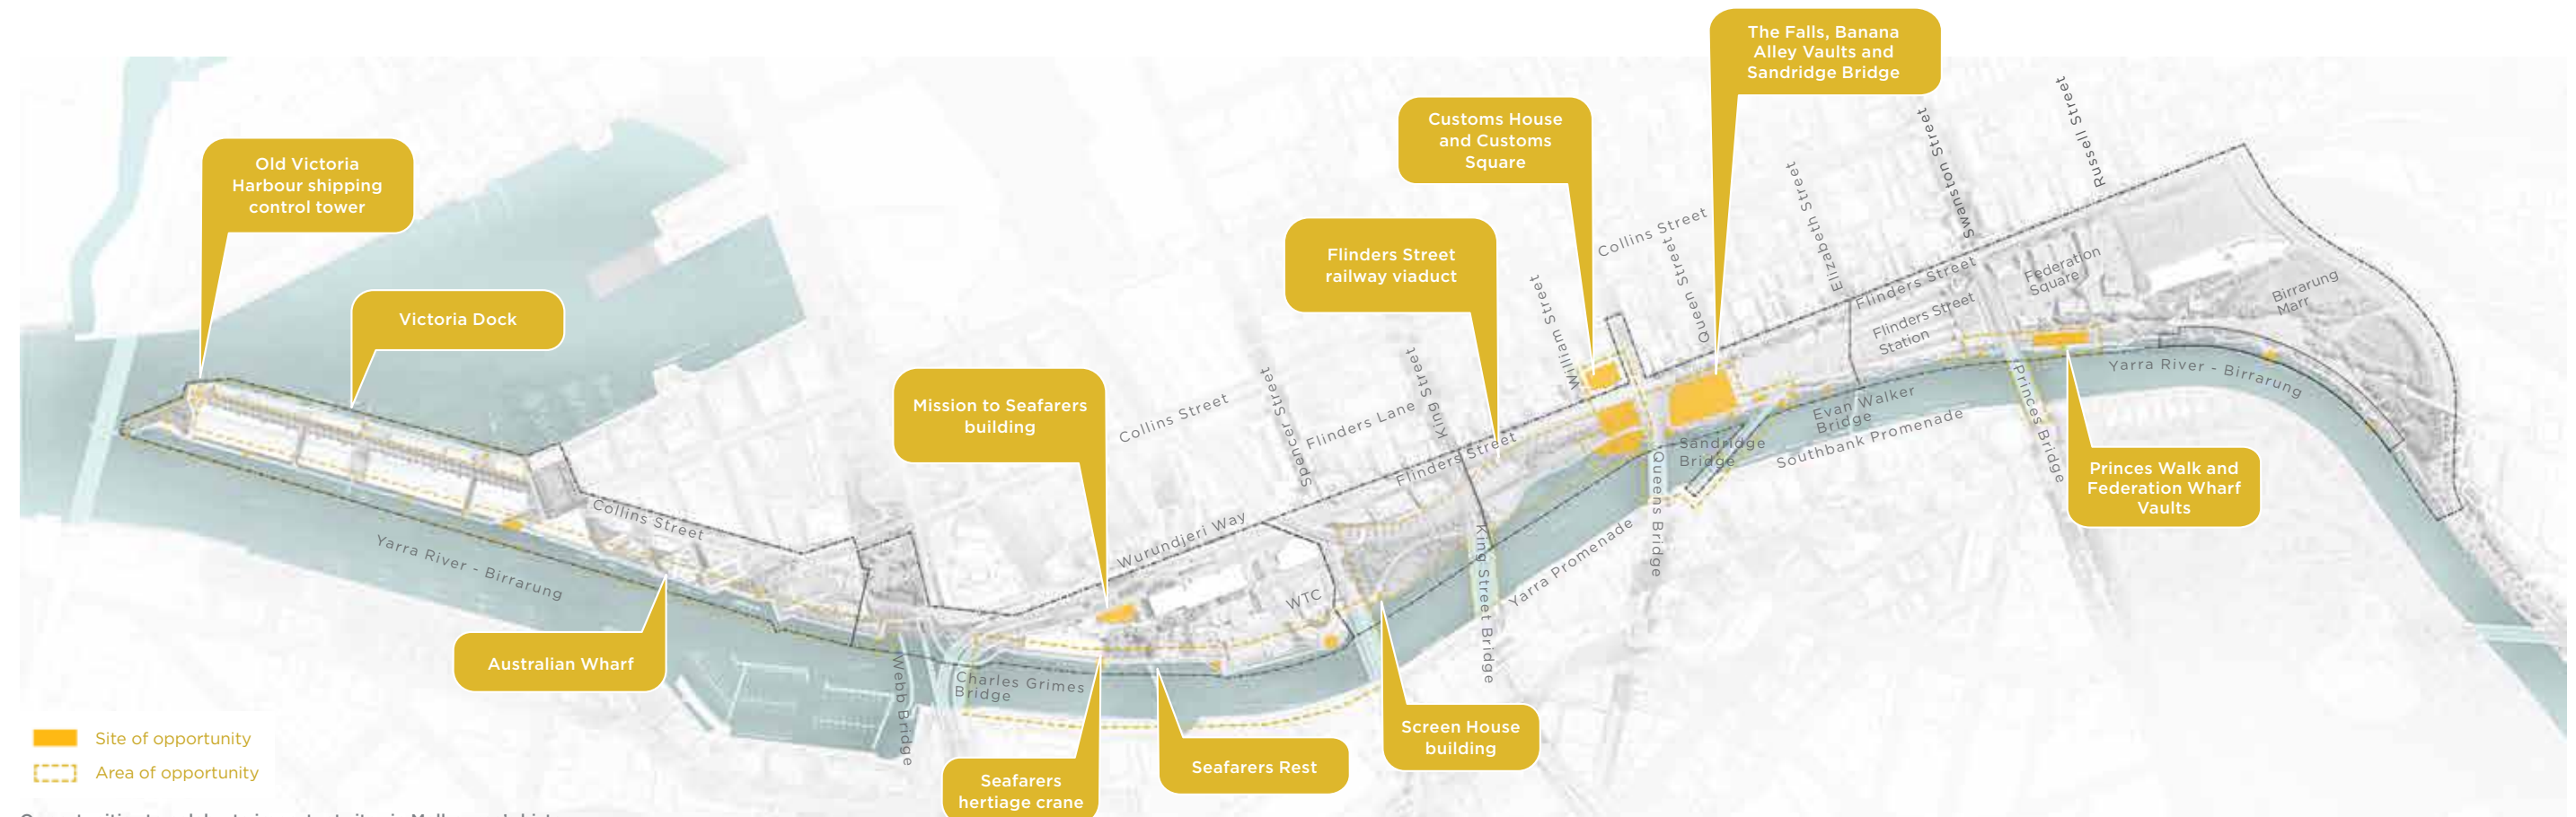 The Falls, Banana
Alley Vaults and
Sandridge Bridge
Customs House
and Customs
Square
Old Victoria
Harbour shipping
control tower
Flinders Street
railway viaduct
Victoria Dock
Mission to Seafarers
building
Russell Street
Swanston Street
Elizabeth Street
Collins Street
Queen Street
William Street
Flinders Street
Federation
Square
Birrarung
Marr
Flinders Street
Station
King Street
Spencer Street
Collins Street
Flinders Lane
Flinders Street
Yarra River - Birrarung
Evan Walker
Bridge
Southbank Promenade
Princes Bridge
Sandridge
Bridge
Queens Bridge
Princes Walk and
Federation Wharf
Vaults
Collins Street
Yarra River - Birrarung
Wurundjeri Way
WTC
King Street Bridge
Yarra Promenade
Australian Wharf
Webb Bridge
Charles Grimes
Bridge
Screen House
building
Seafarers Rest
Seafarers
hertiage crane
Site of opportunity
Area of opportunity